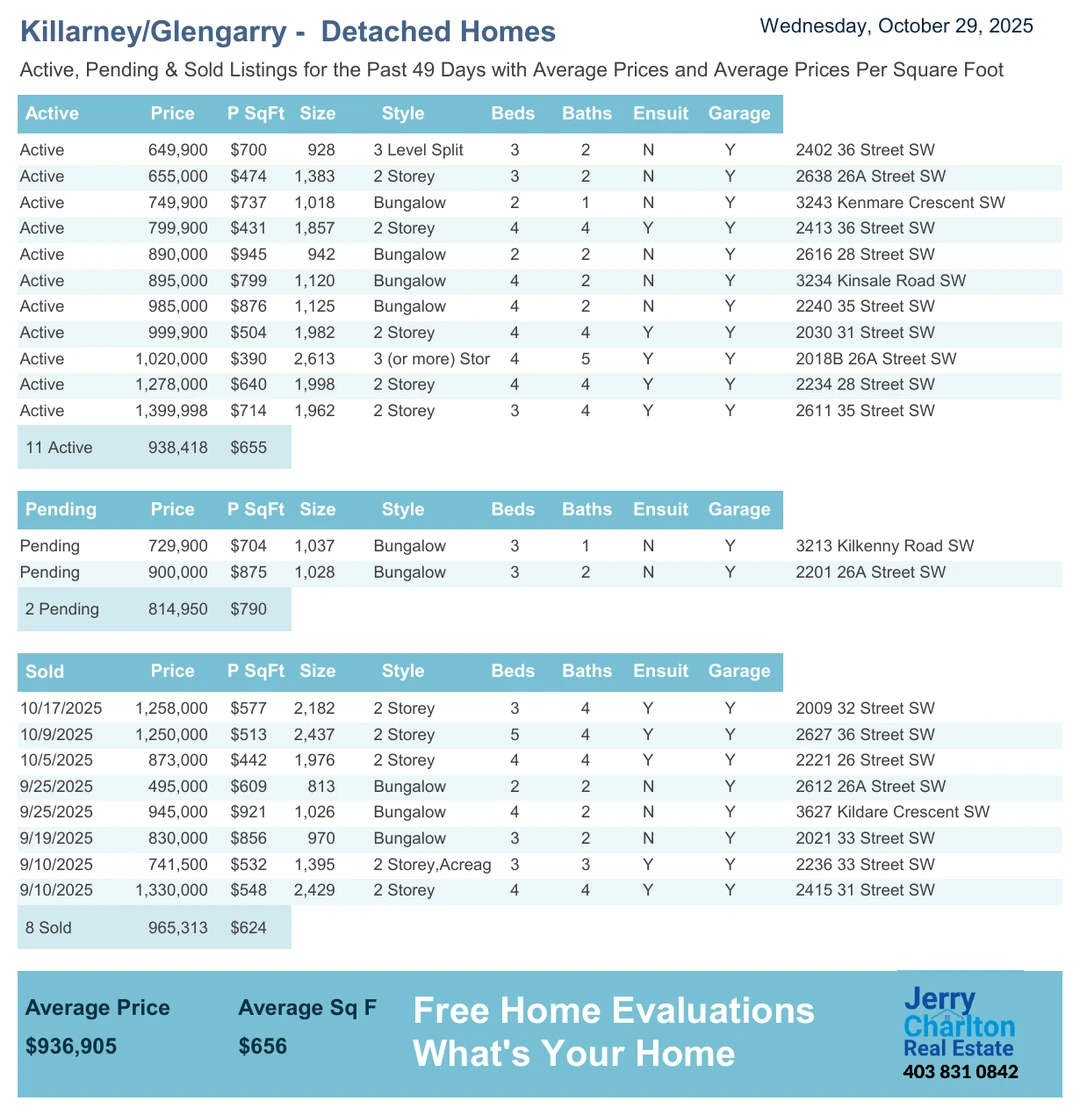 Killarney/Glengarry - Detached Homes
Wednesday, October 29, 2025
Active, Pending & Sold Listings for the Past 49 Days with Average Prices and Average Prices Per Square Foot
Active Price P SqFt Size Style Beds Baths Ensuit Garage
Active 649,900 $700 928 3 Level Split 3 2 N Y 2402 36 Street SW
Active 655,000 $474 1,383 2 Storey 3 2 N Y 2638 26A Street SW
Active 749,900 $737 1,018 Bungalow 2 1 N Y 3243 Kenmare Crescent SW
Active 799,900 $431 1,857 2 Storey 4 4 Y Y 2413 36 Street SW
Active 890,000 $945 942 Bungalow 2 2 N Y 2616 28 Street SW
Active 895,000 $799 1,120 Bungalow 4 2 N Y 3234 Kinsale Road SW
Active 985,000 $876 1,125 Bungalow 4 2 N Y 2240 35 Street SW
Active 999,900 $504 1,982 2 Storey 4 4 Y Y 2030 31 Street SW
Active 1,020,000 $390 2,613 3 (or more) Stor 4 5 Y Y 2018B 26A Street SW
Active 1,278,000 $640 1,998 2 Storey 4 4 Y Y 2234 28 Street SW
Active 1,399,998 $714 1,962 2 Storey 3 4 Y Y 2611 35 Street SW
11 Active 938,418 $655
Pending Price P SqFt Size Style Beds Baths Ensuit Garage
Pending 729,900 $704 1,037 Bungalow 3 1 N Y 3213 Kilkenny Road SW
Pending 900,000 $875 1,028 Bungalow 3 2 N Y 2201 26A Street SW
2 Pending 814,950 $790
Sold Price P SqFt Size Style Beds Baths Ensuit Garage
10/17/2025 1,258,000 $577 2,182 2 Storey 3 4 Y Y 2009 32 Street SW
10/9/2025 1,250,000 $513 2,437 2 Storey 5 4 Y Y 2627 36 Street SW
10/5/2025 873,000 $442 1,976 2 Storey 4 4 Y Y 2221 26 Street SW
9/25/2025 495,000 $609 813 Bungalow 2 2 N Y 2612 26A Street SW
9/25/2025 945,000 $921 1,026 Bungalow 4 2 N Y 3627 Kildare Crescent SW
9/19/2025 830,000 $856 970 Bungalow 3 2 N Y 2021 33 Street SW
9/10/2025 741,500 $532 1,395 2 Storey,Acreag 3 3 Y Y 2236 33 Street SW
9/10/2025 1,330,000 $548 2,429 2 Storey 4 4 Y Y 2415 31 Street SW
8 Sold 965,313 $624
Average Price Average Sq F
$936,905 $656
Free Home Evaluations
What's Your Home
Jerry
Charlton
Real Estate
403 831 0842